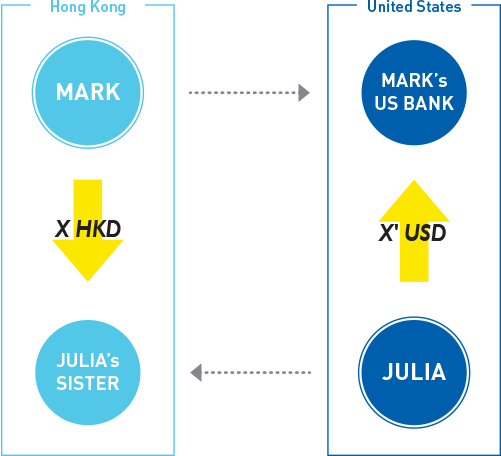 Hong Kong
United States
MARK
MARK's
US BANK
X HKD
X' USD
JULIA's
SISTER
JULIA